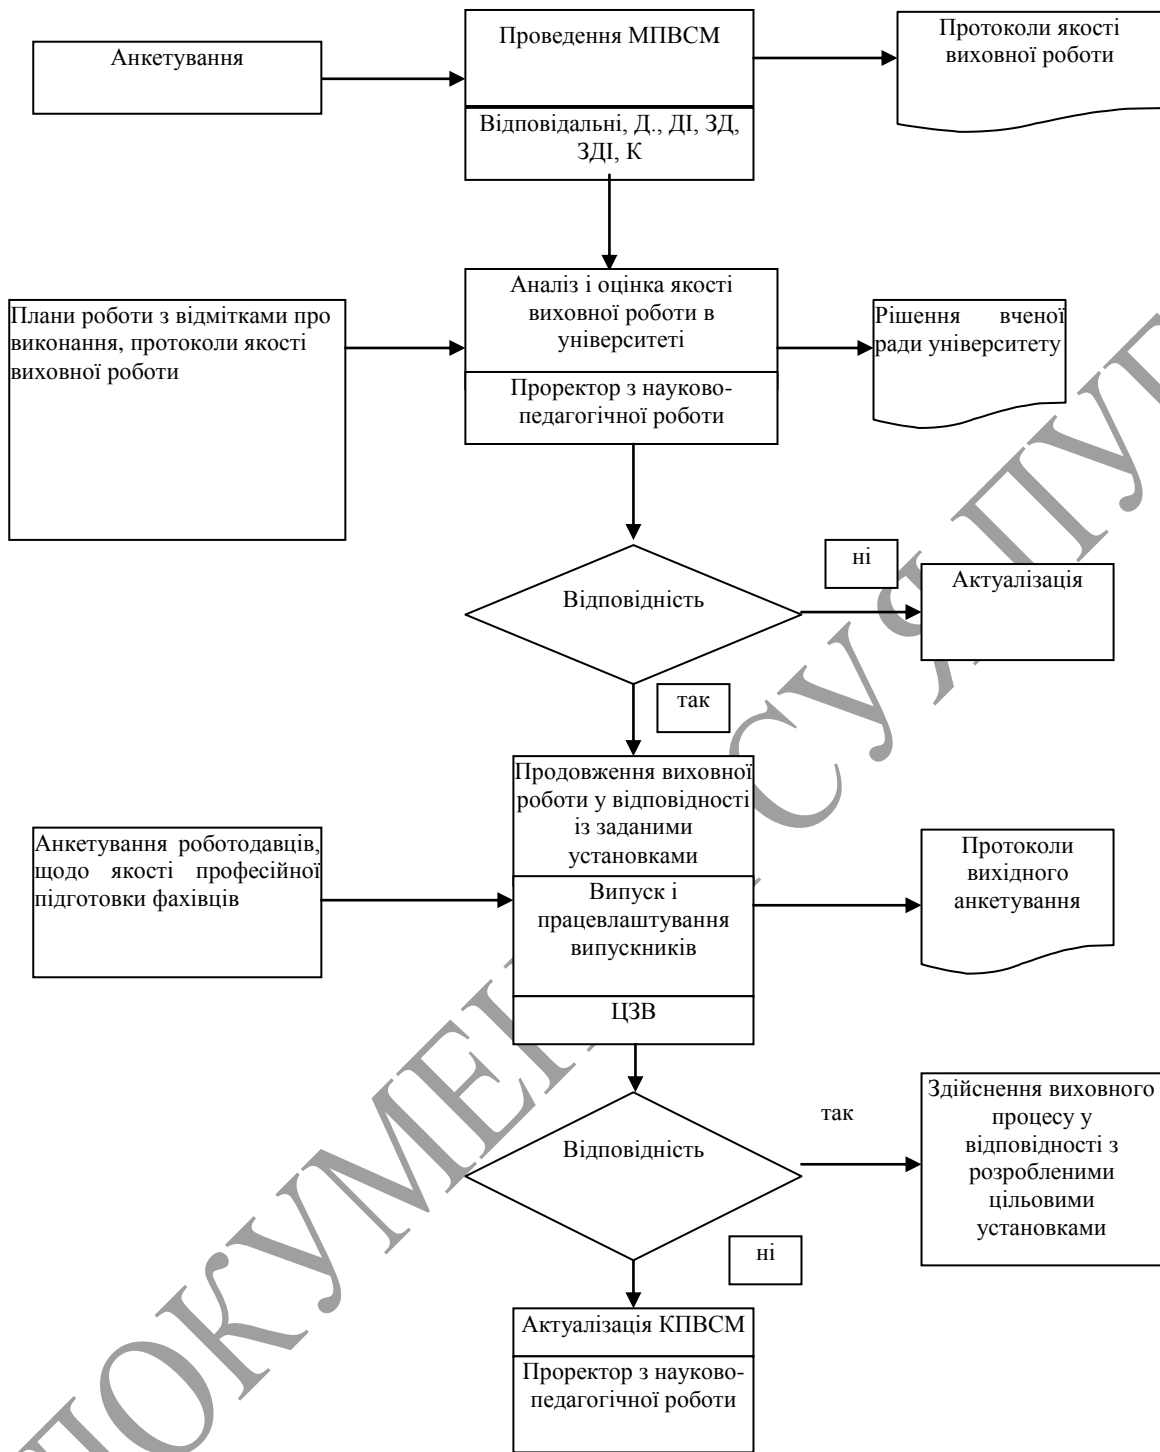 Анкетування
Проведення МПВСМ
Протоколи якості
виховної роботи
Відповідальні, Д., ДІ, ЗД,
ЗДІ, К
Плани роботи з відмітками про
виконання, протоколи якості
виховної роботи
Аналіз і оцінка якості
виховної роботи в
університеті
Проректор з науково-
педагогічної роботи
Рішення вченої
ради університету
Відповідність
ні
Актуалізація
так
Продовження виховної
роботи у відповідності
із заданими
установками
Анкетування роботодавців,
щодо якості професійної
підготовки фахівців
Випуск і
працевлаштування
випускників
ЦЗВ
Протоколи
вихідного
анкетування
Відповідність
так
Здійснення виховного
процесу у
відповідності з
розробленими
цільовими
установками
ні
Актуалізація КПВСМ
Проректор з науково-
педагогічної роботи